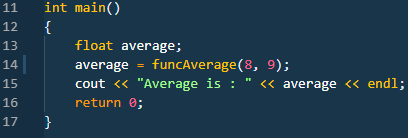 11 int main()
12 {
13     float average;
14     average = funcAverage(8, 9);
15     cout << "Average is : " << average << endl;
16     return 0;
17 }